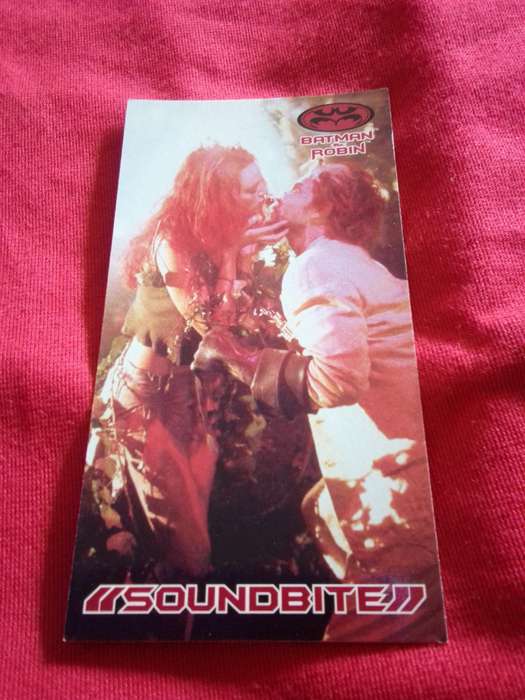 BATMAN
&
ROBIN
((SOUNDBITE))